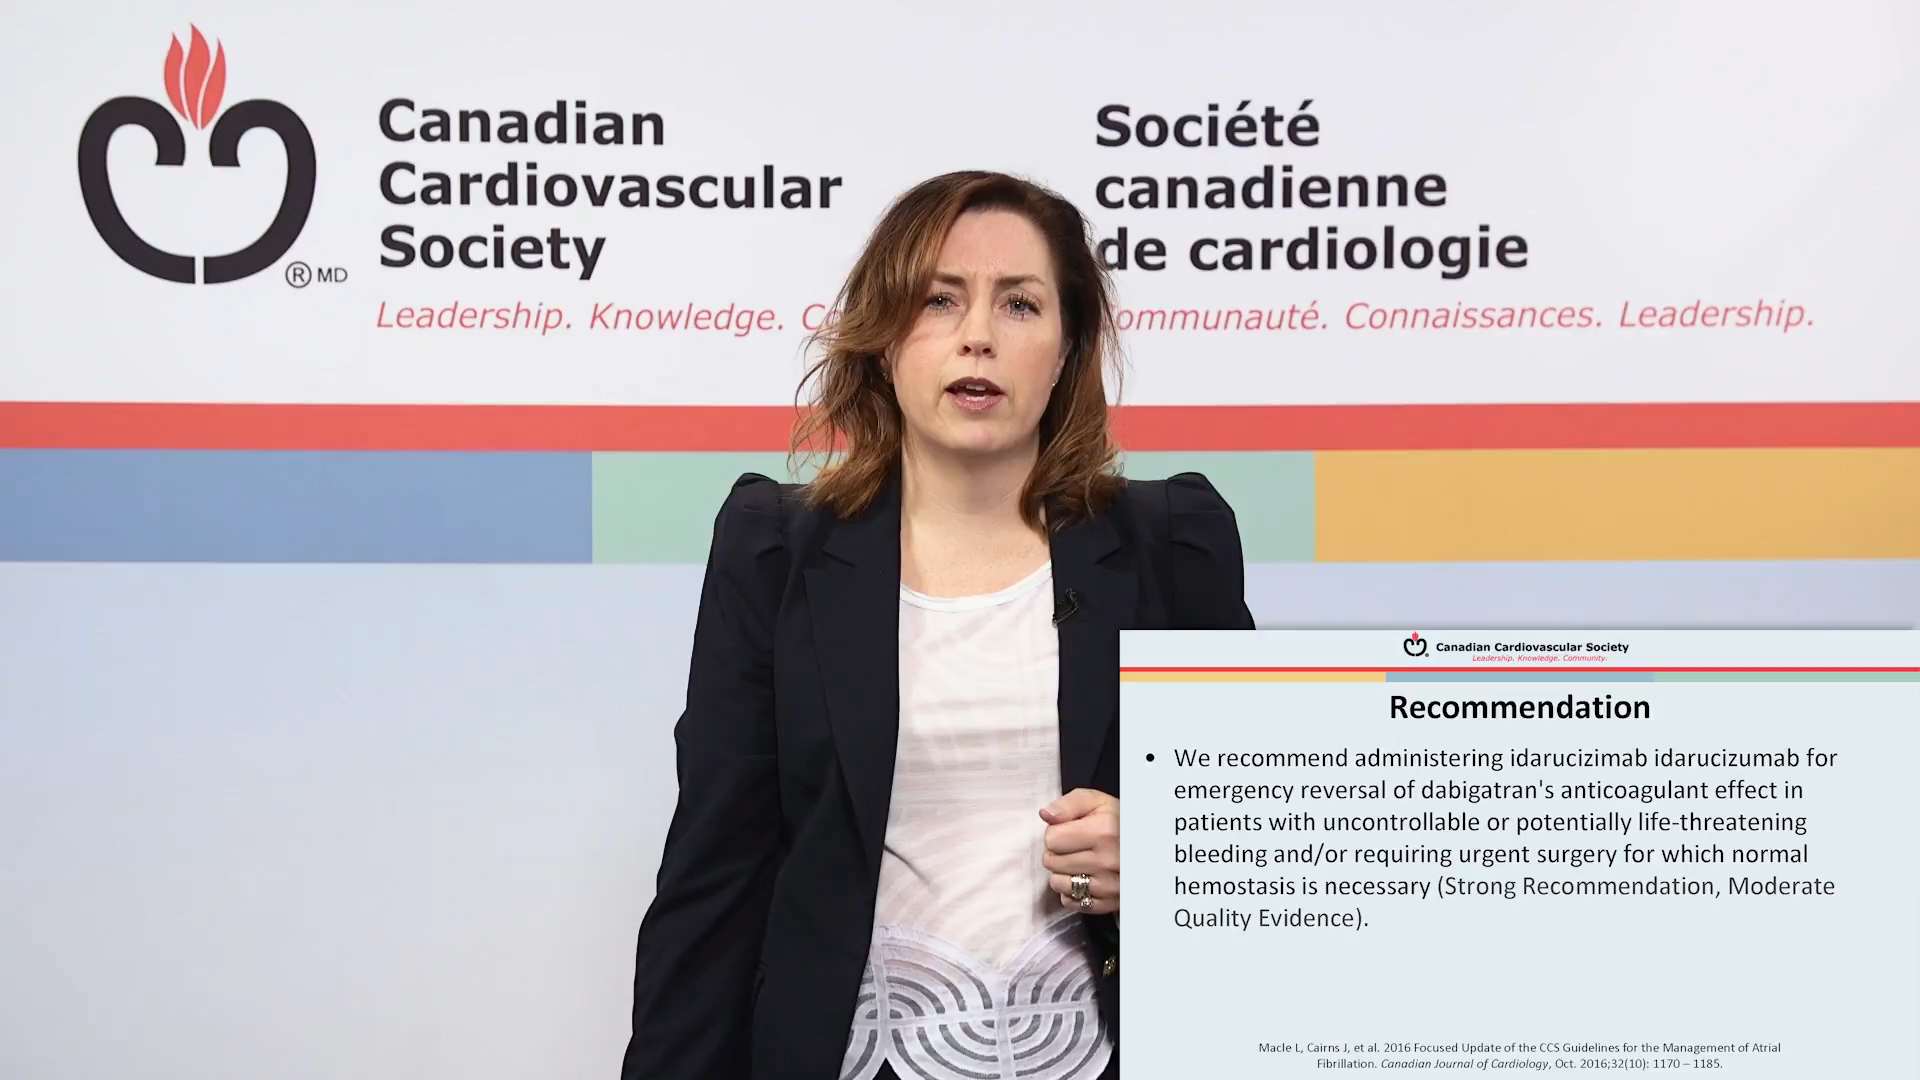 Canadian
Cardiovascular
Society
Société
canadienne
de cardiologie
® MD
Leadership. Knowledge. C
ommunauté. Connaissances. Leadership.
Canadian Cardiovascular Society
Leadership. Knowledge. Community.
Recommendation
• We recommend administering idarucizimab idarucizumab for
emergency reversal of dabigatran's anticoagulant effect in
patients with uncontrollable or potentially life-threatening
bleeding and/or requiring urgent surgery for which normal
hemostasis is necessary (Strong Recommendation, Moderate
Quality Evidence).
Macle L, Cairns J, et al. 2016 Focused Update of the CCS Guidelines for the Management of Atrial
Fibrillation. Canadian Journal of Cardiology, Oct. 2016;32(10): 1170 – 1185.